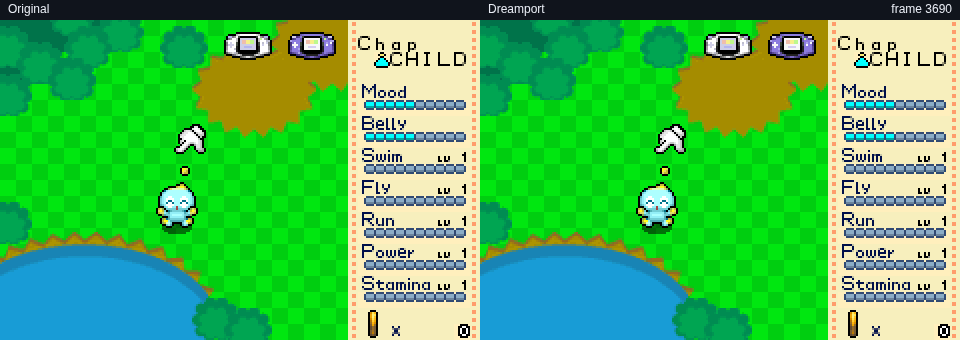 Original
Dreamport
frame 3690
Chap
CHILD
Mood
Belly
Swim Lv 1
Fly Lv 1
Run Lv 1
Power Lv 1
Stamina Lv 1
x 0
Chap
CHILD
Mood
Belly
Swim Lv 1
Fly Lv 1
Run Lv 1
Power Lv 1
Stamina Lv 1
x 0